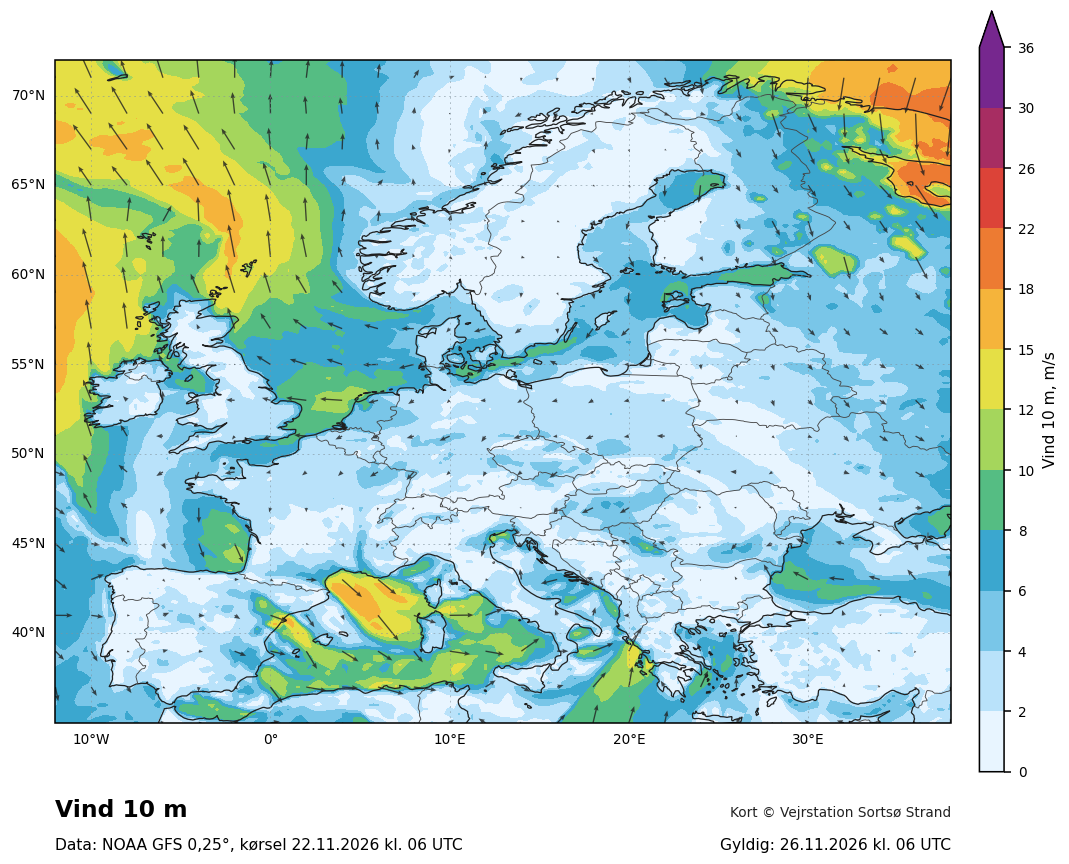 36
30
26
22
18
15
12
10
8
6
4
2
0
Vind 10 m, m/s
70°N
65°N
60°N
55°N
50°N
45°N
40°N
10°W
0°
10°E
20°E
30°E
Vind 10 m
Kort © Vejrstation Sortsø Strand
Data: NOAA GFS 0,25°, kørsel 22.11.2026 kl. 06 UTC
Gyldig: 26.11.2026 kl. 06 UTC